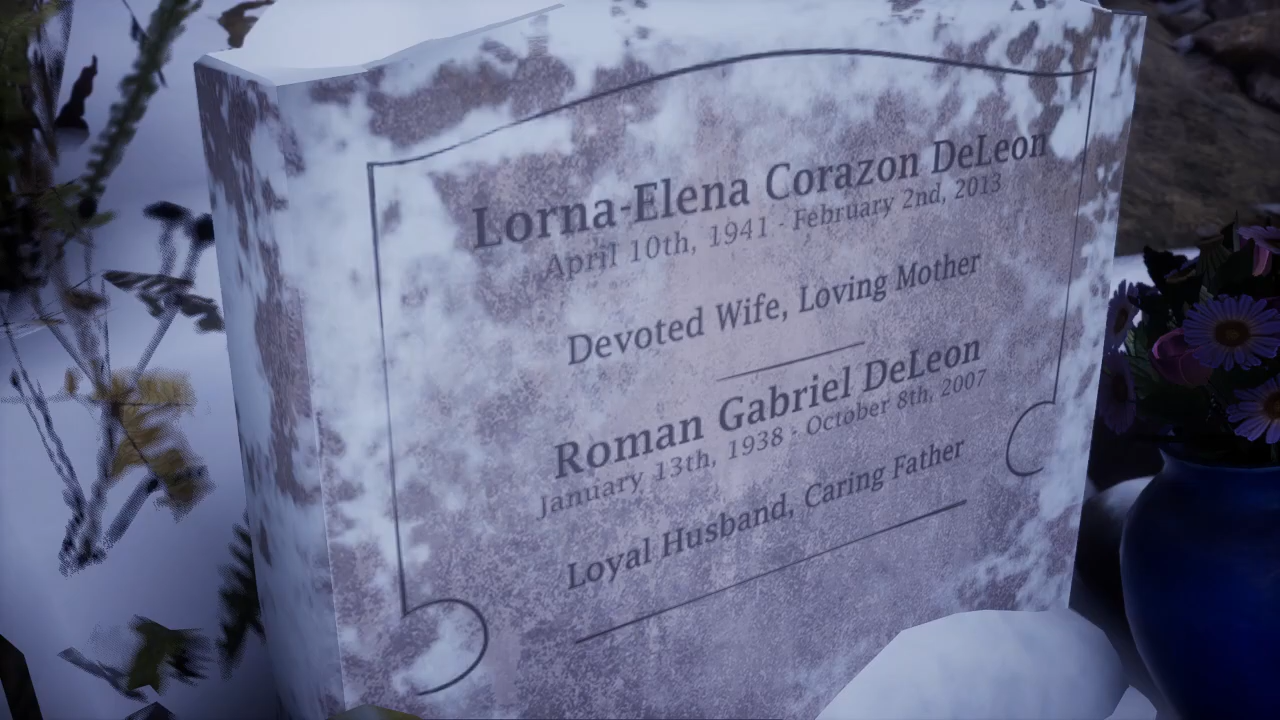 Lorna-Elena Corazon DeLeon
April 10th, 1941 - February 2nd, 2013
Devoted Wife, Loving Mother
Roman Gabriel DeLeon
January 13th, 1938 - October 8th, 2007
Loyal Husband, Caring Father